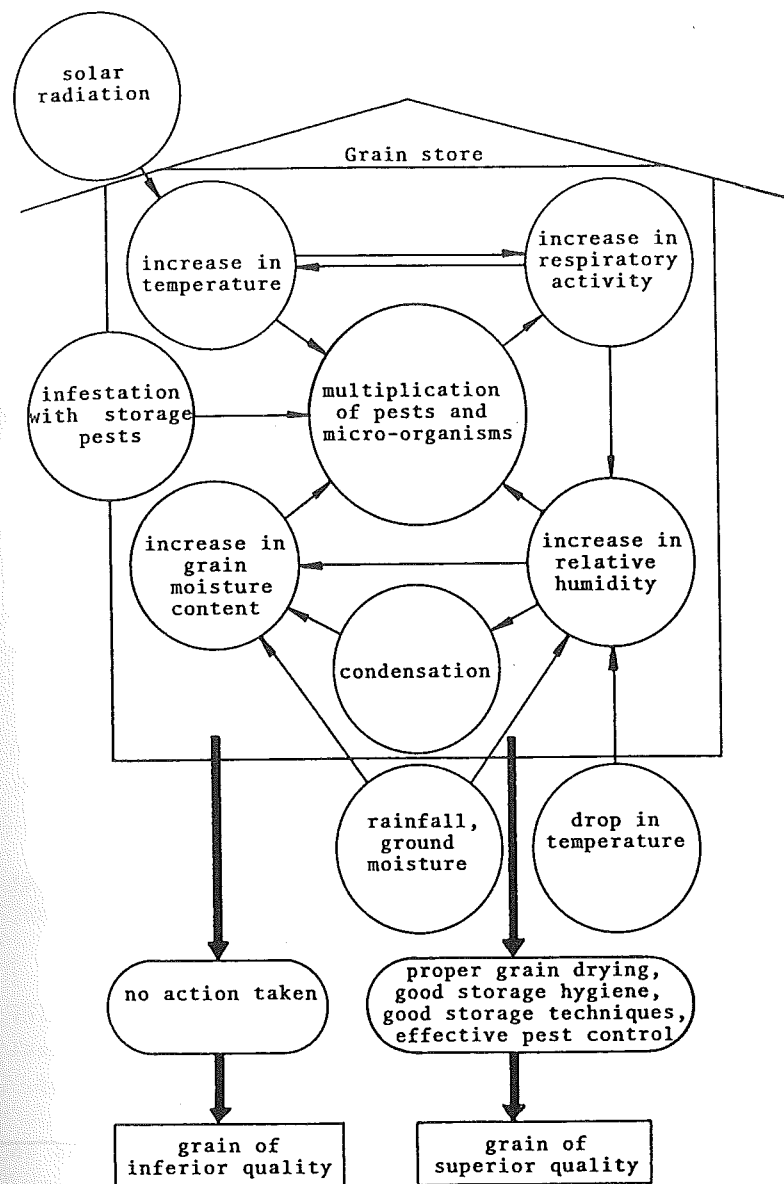 solar
radiation
Grain store
increase in
temperature
increase in
respiratory
activity
infestation
with storage
pests
multiplication
of pests and
micro-organisms
increase in
grain
moisture
content
increase in
relative
humidity
condensation
rainfall,
ground
moisture
drop in
temperature
no action taken
proper grain drying,
good storage hygiene,
good storage techniques,
effective pest control
grain of
inferior quality
grain of
superior quality